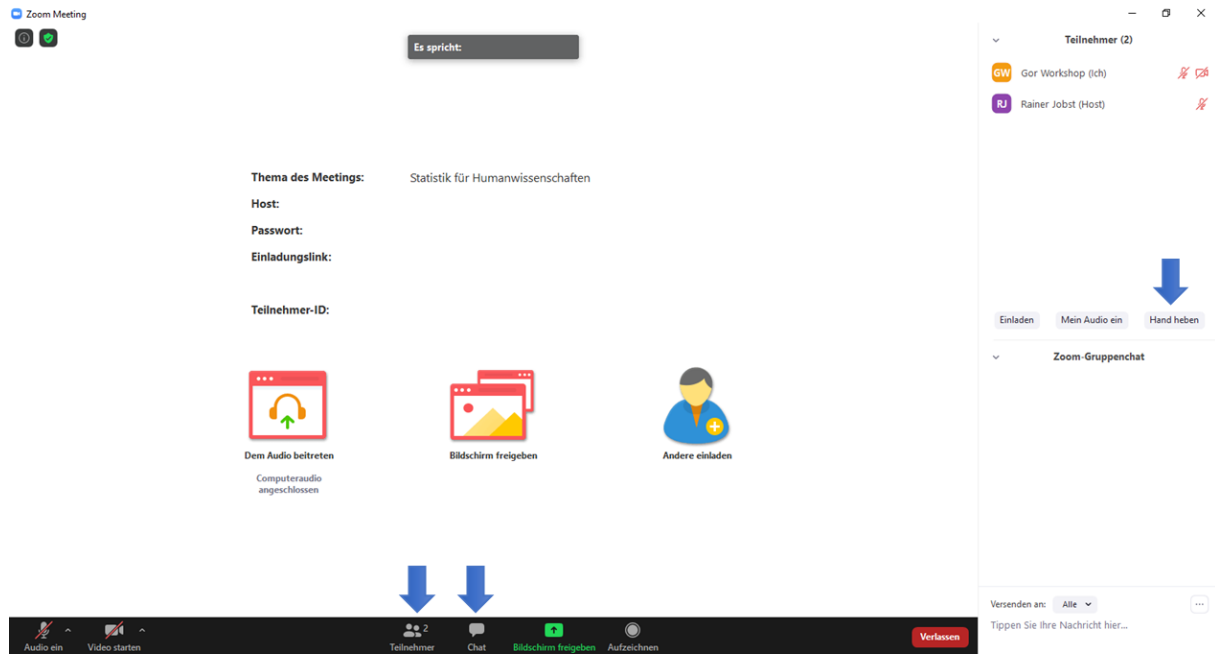 Zoom Meeting
Es spricht:
Thema des Meetings: Statistik für Humanwissenschaften
Host:
Passwort:
Einladungslink:
Teilnehmer-ID:
Dem Audio beitreten
Computeraudio
angeschlossen
Bildschirm freigeben
Andere einladen
Teilnehmer (2)
GW Gor Workshop (Ich)
RJ Rainer Jobst (Host)
Einladen Mein Audio ein Hand heben
Zoom-Gruppenchat
Versenden an: Alle
Tippen Sie Ihre Nachricht hier...
Audio ein
Video starten
2
Teilnehmer
Chat
Bildschirm freigeben
Aufzeichnen
Verlassen